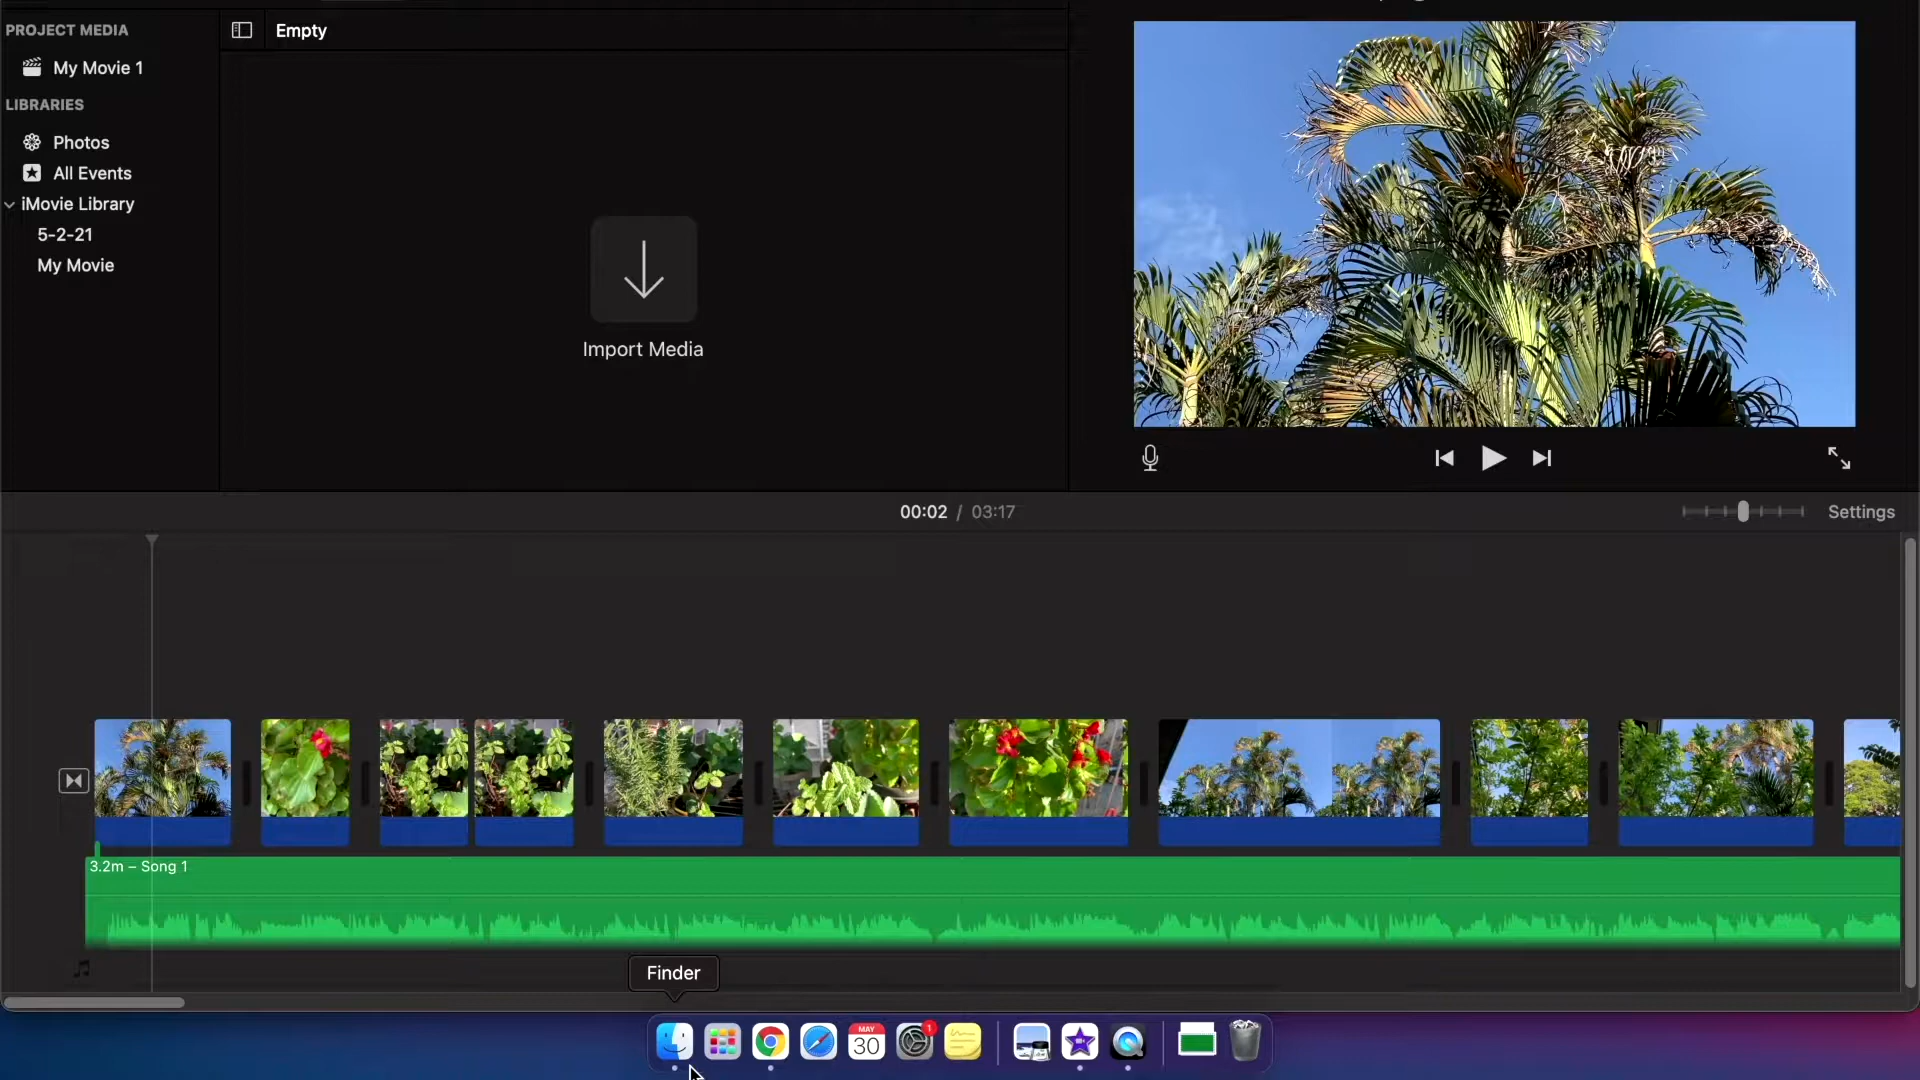 PROJECT MEDIA
My Movie 1
LIBRARIES
Photos
All Events
iMovie Library
5-2-21
My Movie
Empty
Import Media
00:02 / 03:17
Settings
3.2m – Song 1
Finder
MAY
30
1